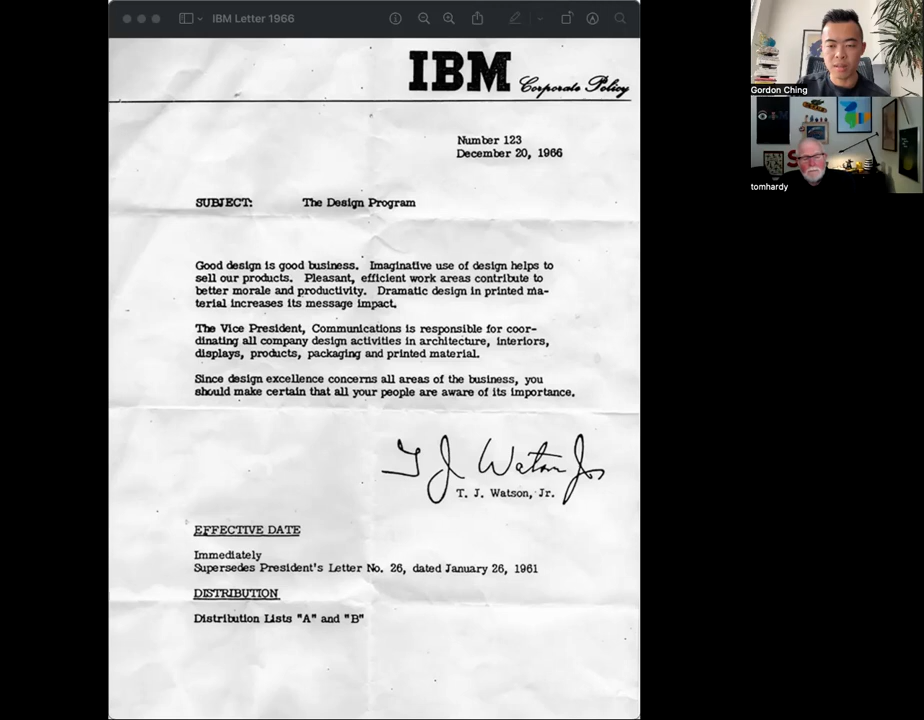 IBM Letter 1966
IBM Corporate Policy
Number 123
December 20, 1966
SUBJECT: The Design Program
Good design is good business. Imaginative use of design helps to
sell our products. Pleasant, efficient work areas contribute to
better morale and productivity. Dramatic design in printed ma-
terial increases its message impact.
The Vice President, Communications is responsible for coor-
dinating all company design activities in architecture, interiors,
displays, products, packaging and printed material.
Since design excellence concerns all areas of the business, you
should make certain that all your people are aware of its importance.
T J Watson Jr
T. J. Watson, Jr.
EFFECTIVE DATE
Immediately
Supersedes President's Letter No. 26, dated January 26, 1961
DISTRIBUTION
Distribution Lists "A" and "B"
Gordon Ching
tomhardy